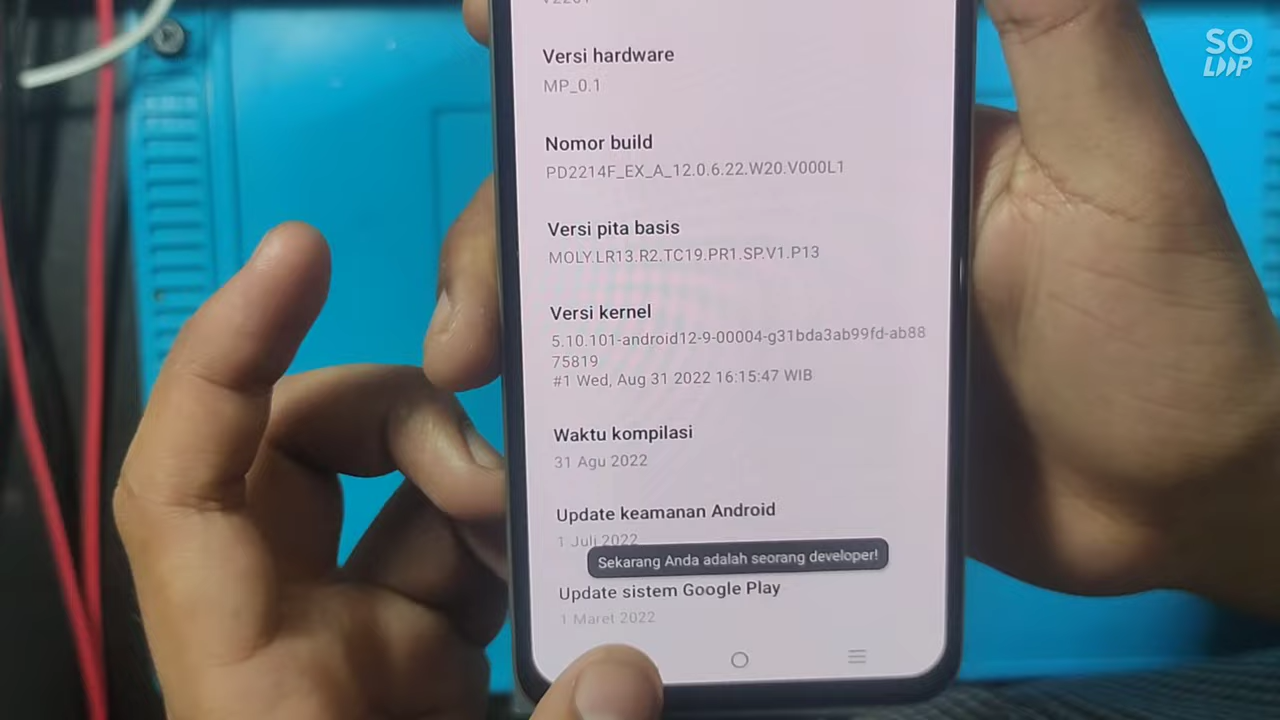 SO
LOOP
Versi hardware
MP_0.1
Nomor build
PD2214F_EX_A_12.0.6.22.W20.V000L1
Versi pita basis
MOLY.LR13.R2.TC19.PR1.SP.V1.P13
Versi kernel
5.10.101-android12-9-00004-g31bda3ab99fd-ab88
75819
#1 Wed, Aug 31 2022 16:15:47 WIB
Waktu kompilasi
31 Agu 2022
Update keamanan Android
1 Juli 2022
Sekarang Anda adalah seorang developer!
Update sistem Google Play
1 Maret 2022